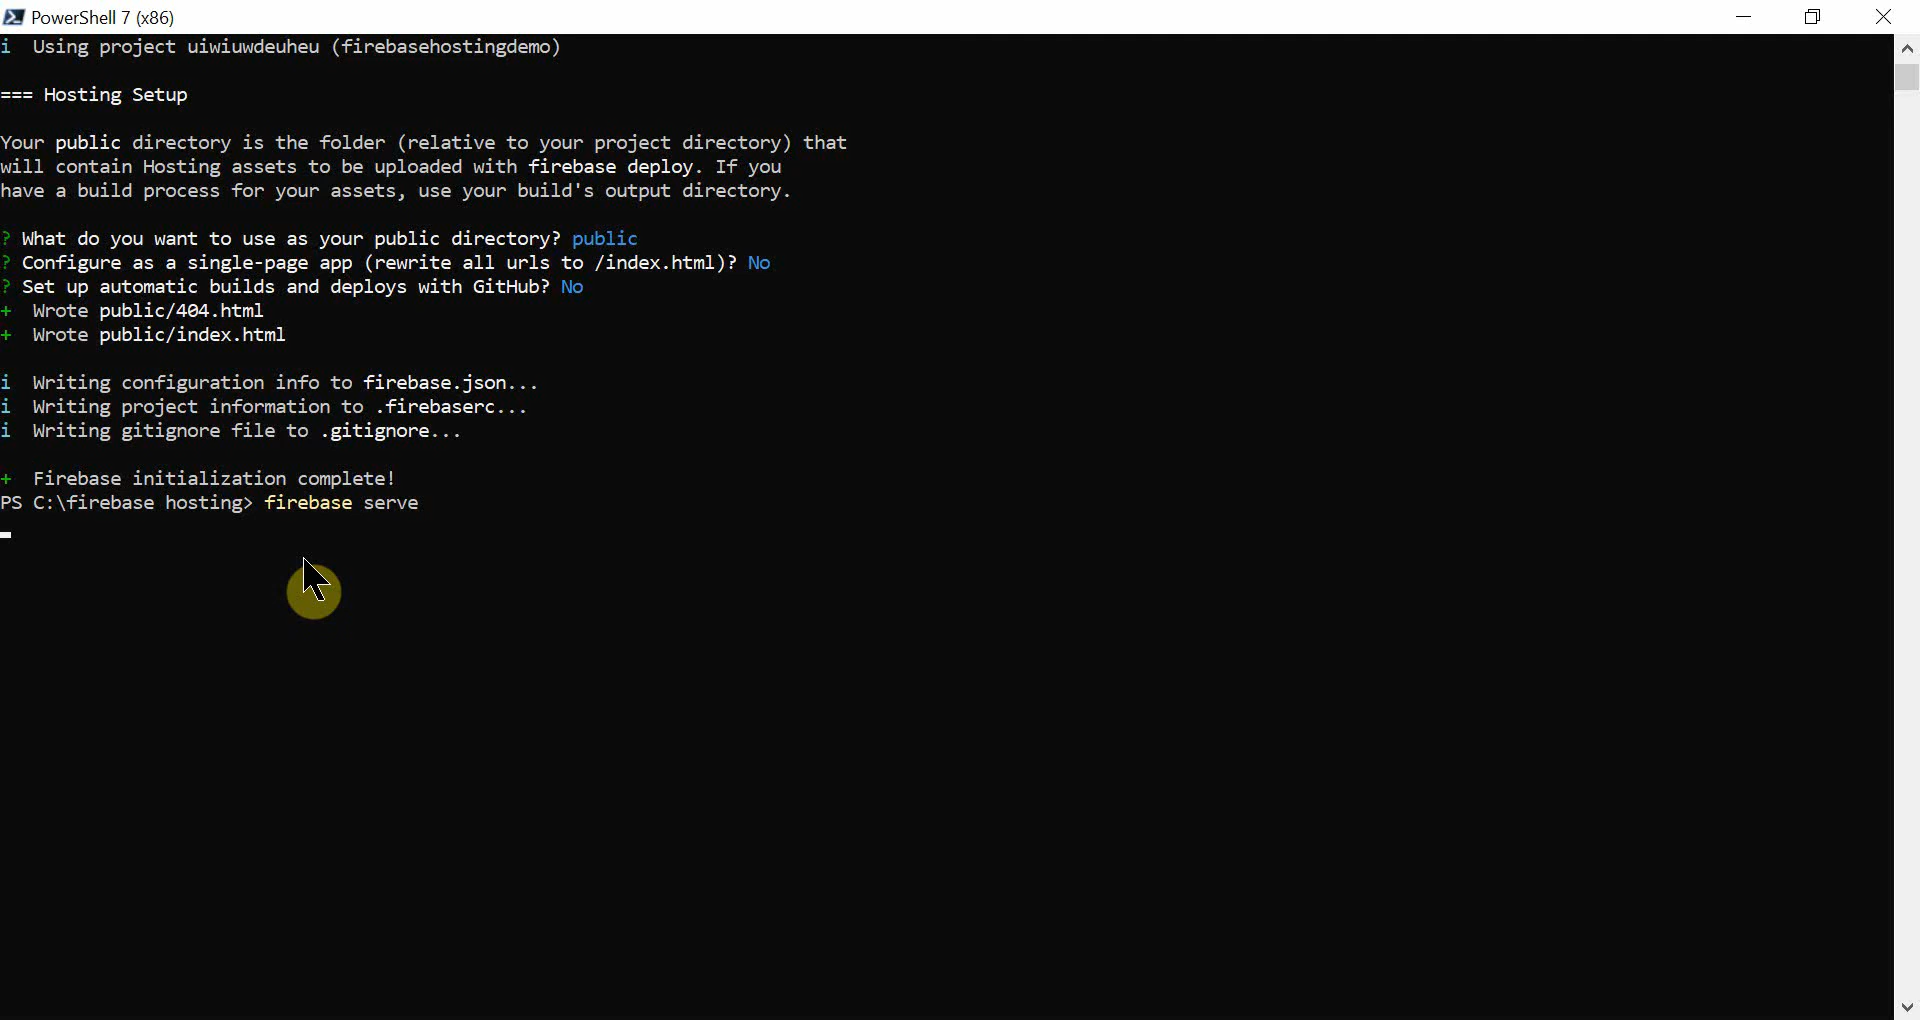 PowerShell 7 (x86)
i Using project uiwiuwdeuheu (firebasehostingdemo)
=== Hosting Setup
Your public directory is the folder (relative to your project directory) that
will contain Hosting assets to be uploaded with firebase deploy. If you
have a build process for your assets, use your build's output directory.
? What do you want to use as your public directory? public
? Configure as a single-page app (rewrite all urls to /index.html)? No
? Set up automatic builds and deploys with GitHub? No
+ Wrote public/404.html
+ Wrote public/index.html
i Writing configuration info to firebase.json...
i Writing project information to .firebaserc...
i Writing gitignore file to .gitignore...
+ Firebase initialization complete!
PS C:\firebase hosting> firebase serve